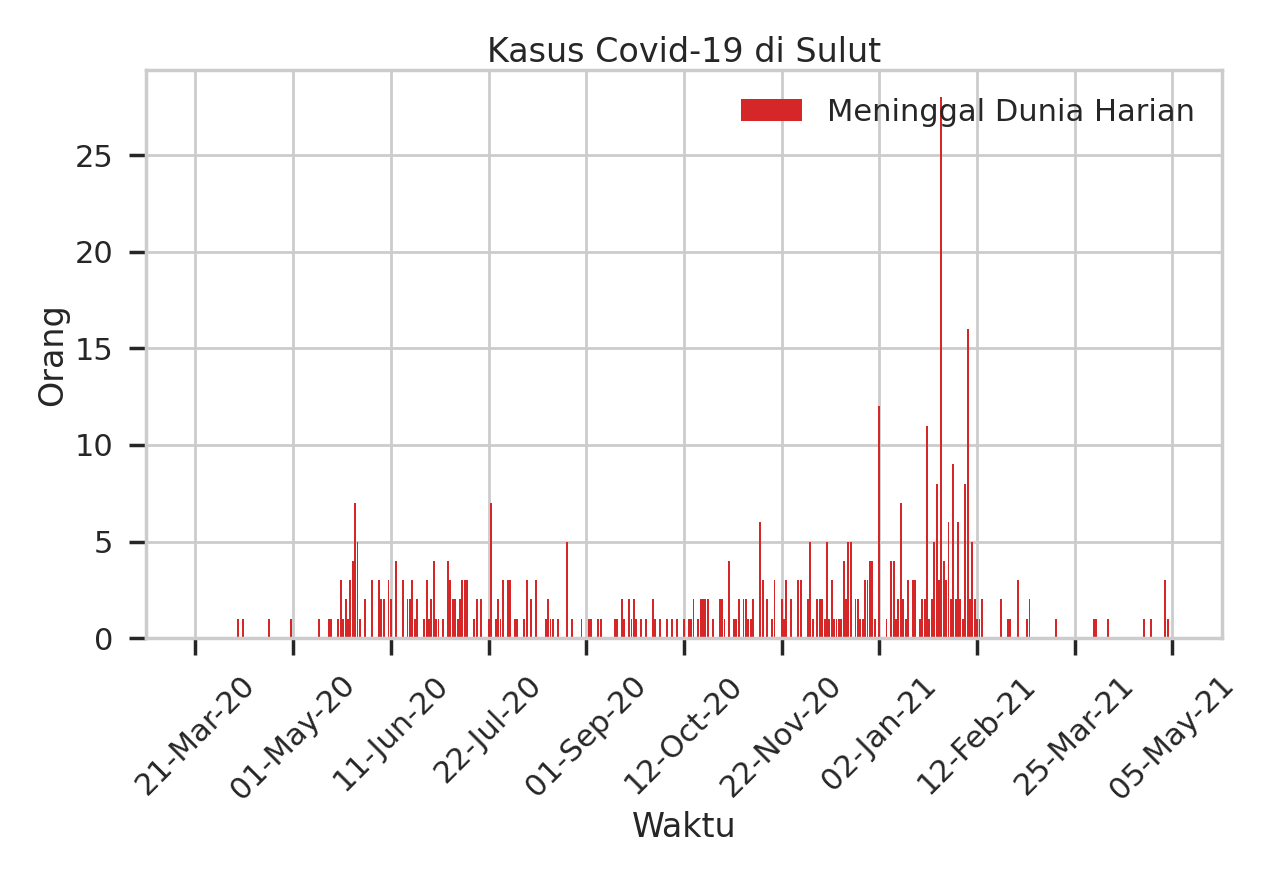 Kasus Covid-19 di Sulut
Meninggal Dunia Harian
Orang
25
20
15
10
5
0
21-Mar-20
01-May-20
11-Jun-20
22-Jul-20
01-Sep-20
12-Oct-20
22-Nov-20
02-Jan-21
12-Feb-21
25-Mar-21
05-May-21
Waktu